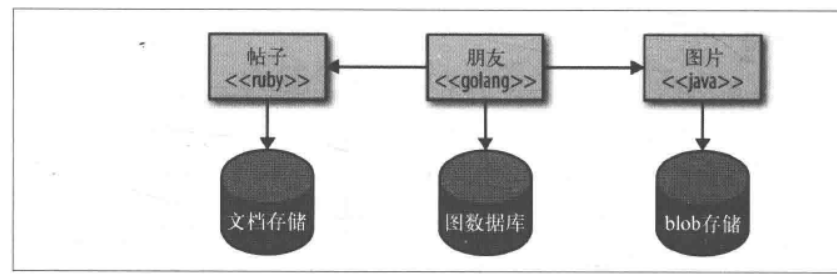 帖子
<<ruby>>
朋友
<<golang>>
图片
<<java>>
文档存储
图数据库
blob存储